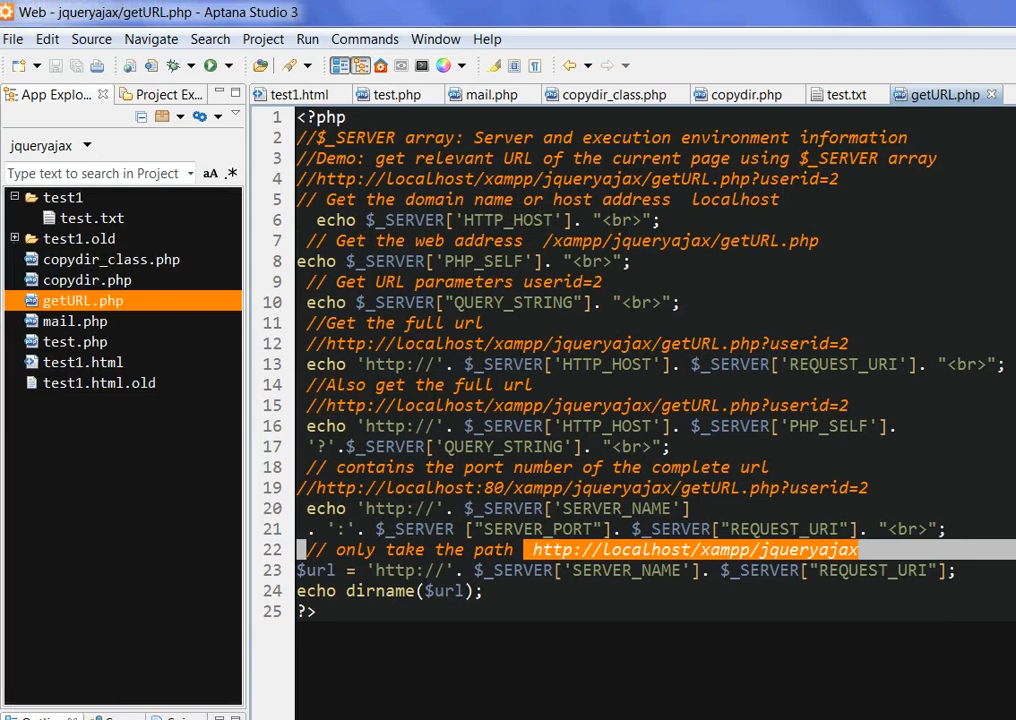 Web - jqueryajax/getURL.php - Aptana Studio 3
File Edit Source Navigate Search Project Run Commands Window Help
App Explo... Project Ex... test1.html test.php mail.php copydir_class.php copydir.php test.txt getURL.php
jqueryajax
Type text to search in Project aA .*
test1
test.txt
test1.old
copydir_class.php
copydir.php
getURL.php
mail.php
test.php
test1.html
test1.html.old
1 <?php
2 //$_SERVER array: Server and execution environment information
3 //Demo: get relevant URL of the current page using $_SERVER array
4 //http://localhost/xampp/jqueryajax/getURL.php?userid=2
5 // Get the domain name or host address  localhost
6   echo $_SERVER['HTTP_HOST']. "<br>";
7  // Get the web address  /xampp/jqueryajax/getURL.php
8 echo $_SERVER['PHP_SELF']. "<br>";
9  // Get URL parameters userid=2
10  echo $_SERVER["QUERY_STRING"]. "<br>";
11  //Get the full url
12  //http://localhost/xampp/jqueryajax/getURL.php?userid=2
13  echo 'http://'. $_SERVER['HTTP_HOST']. $_SERVER['REQUEST_URI']. "<br>";
14  //Also get the full url
15  //http://localhost/xampp/jqueryajax/getURL.php?userid=2
16  echo 'http://'. $_SERVER['HTTP_HOST']. $_SERVER['PHP_SELF'].
17  '?'.$_SERVER['QUERY_STRING']. "<br>";
18  // contains the port number of the complete url
19 //http://localhost:80/xampp/jqueryajax/getURL.php?userid=2
20  echo 'http://'. $_SERVER['SERVER_NAME']
21  . ':'. $_SERVER ["SERVER_PORT"]. $_SERVER["REQUEST_URI"]. "<br>";
22  // only take the path  http://localhost/xampp/jqueryajax
23 $url = 'http://'. $_SERVER['SERVER_NAME']. $_SERVER["REQUEST_URI"];
24 echo dirname($url);
25 ?>